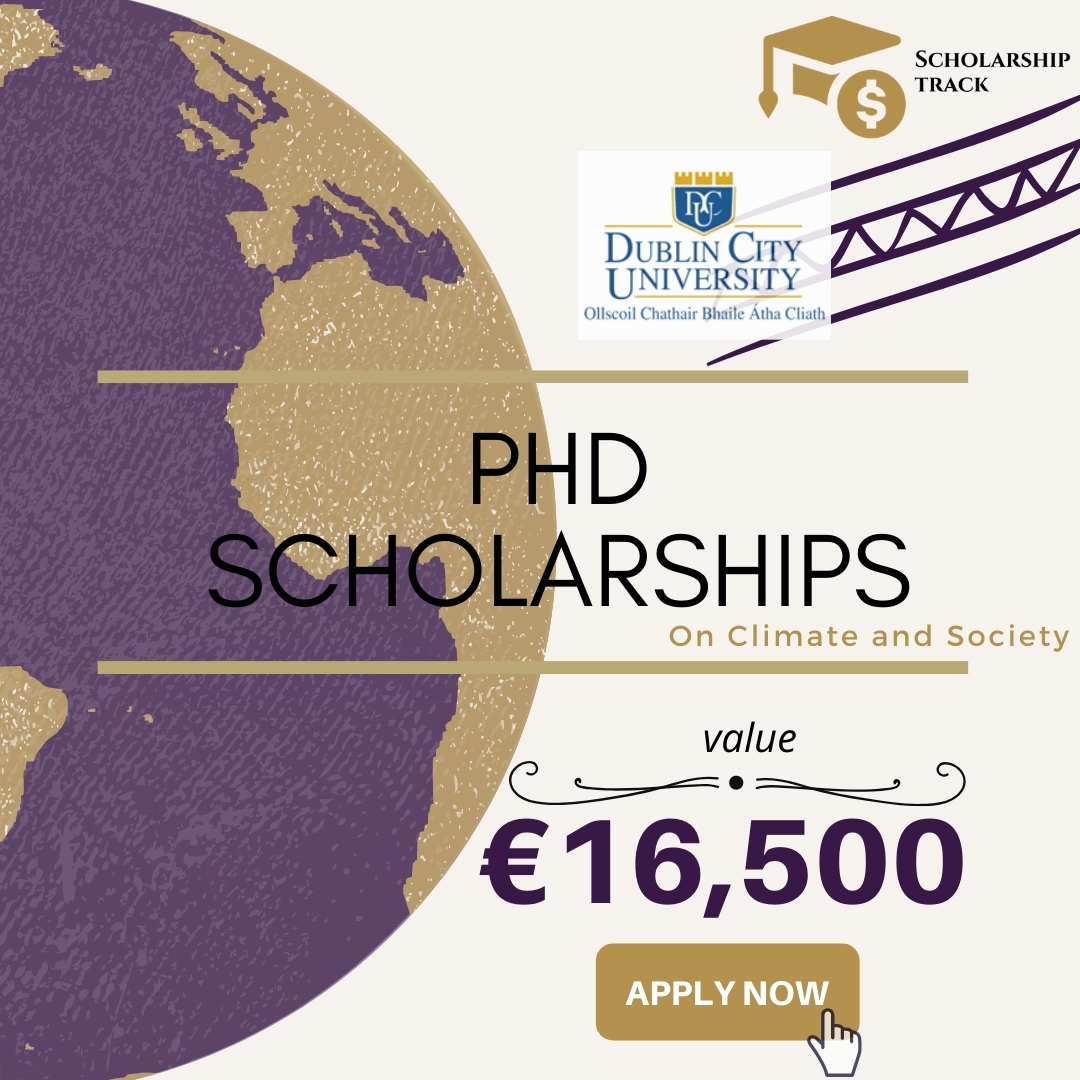 SCHOLARSHIP
TRACK
DCU
DUBLIN CITY
UNIVERSITY
Ollscoil Chathair Bhaile Átha Cliath
PHD
SCHOLARSHIPS
On Climate and Society
value
€16,500
APPLY NOW